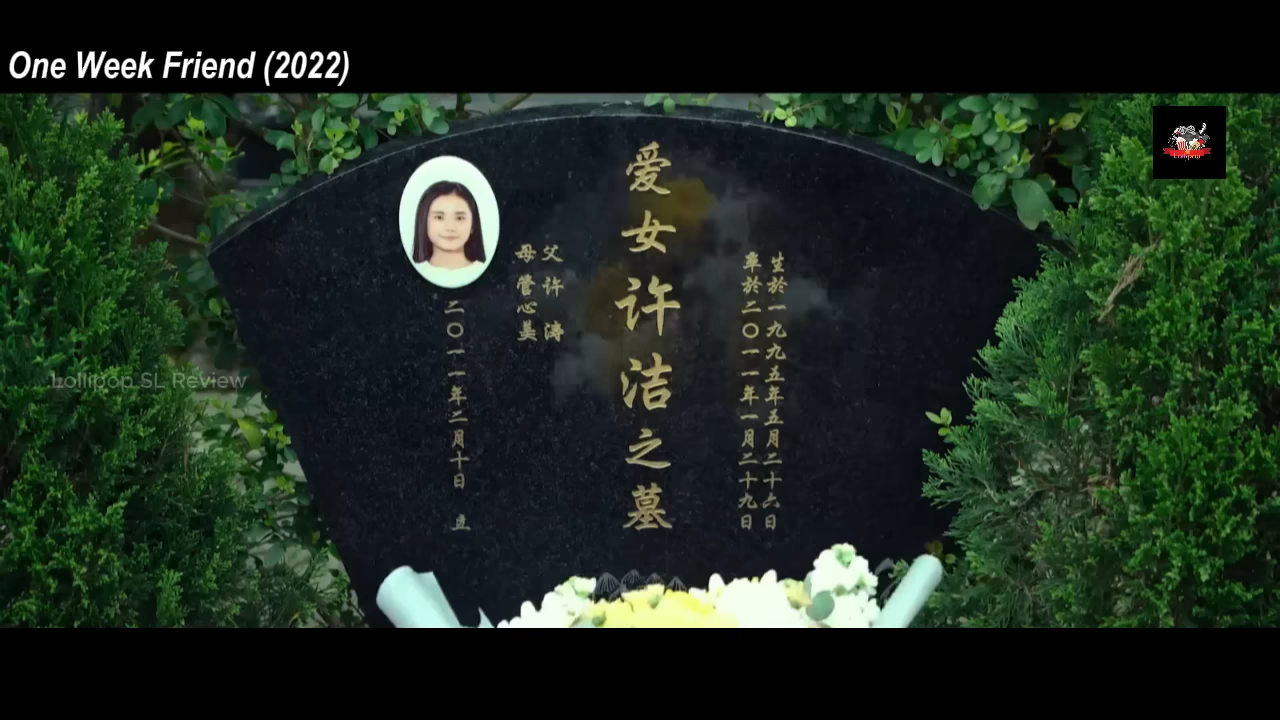 One Week Friend (2022)
Lollipop
生於一九九五年五月二十六日
卒於二〇一一年一月二十九日
爱女许洁之墓
父 许 涛
母 管心美
二〇一一年二月十日 立
Lollipop SL Review